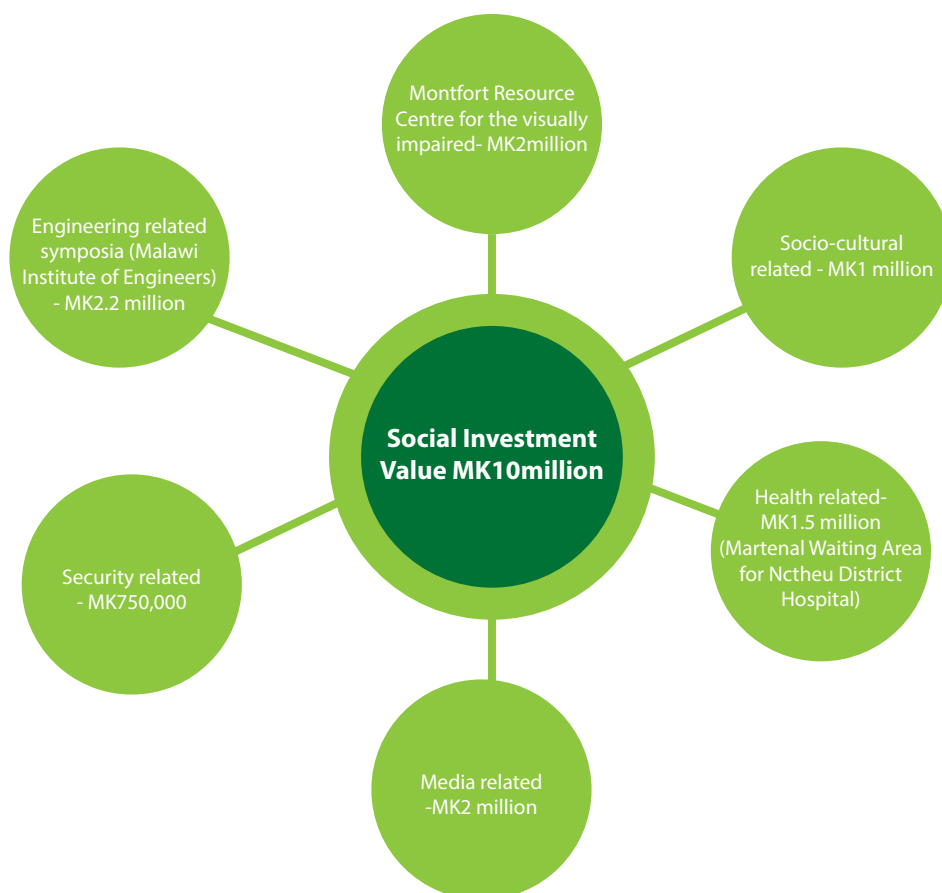 Montfort Resource
Centre for the visually
impaired- MK2million
Engineering related
symposia (Malawi
Institute of Engineers)
- MK2.2 million
Socio-cultural
related - MK1 million
Social Investment
Value MK10million
Health related-
MK1.5 million
(Martenal Waiting Area
for Nctheu District
Hospital)
Security related
- MK750,000
Media related
-MK2 million